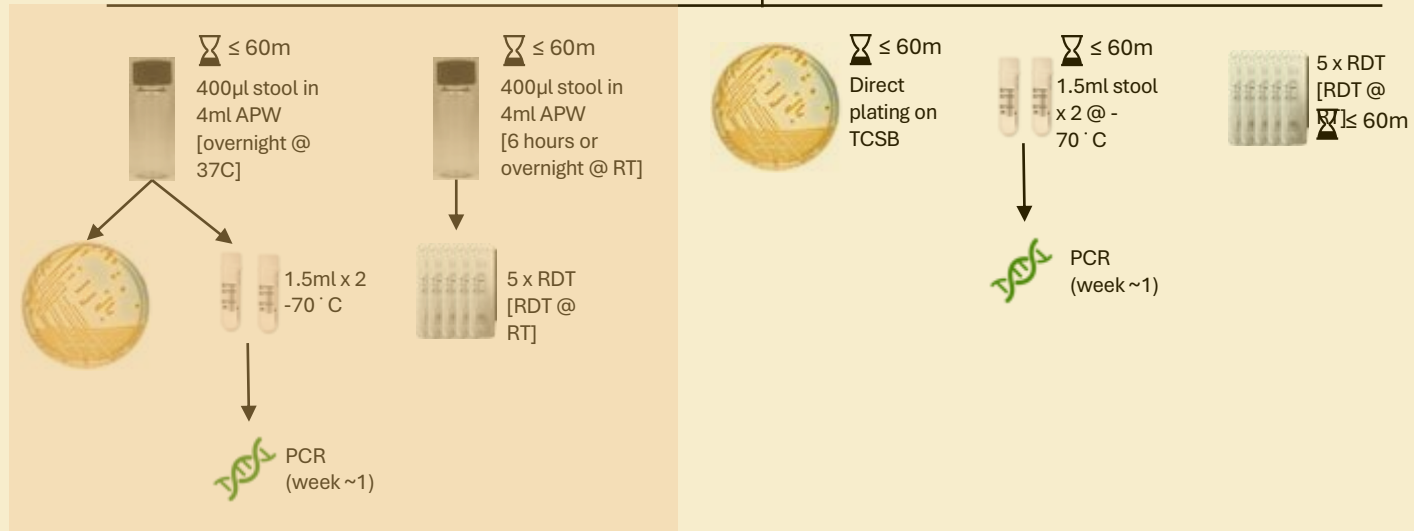 ≤ 60m
400µl stool in
4ml APW
[overnight @
37C]
≤ 60m
400µl stool in
4ml APW
[6 hours or
overnight @ RT]
1.5ml x 2
-70˙C
5 x RDT
[RDT @
RT]
PCR
(week ~1)
≤ 60m
Direct
plating on
TCSB
≤ 60m
1.5ml stool
x 2 @ -
70˙C
5 x RDT
[RDT @
RT]
≤ 60m
PCR
(week ~1)